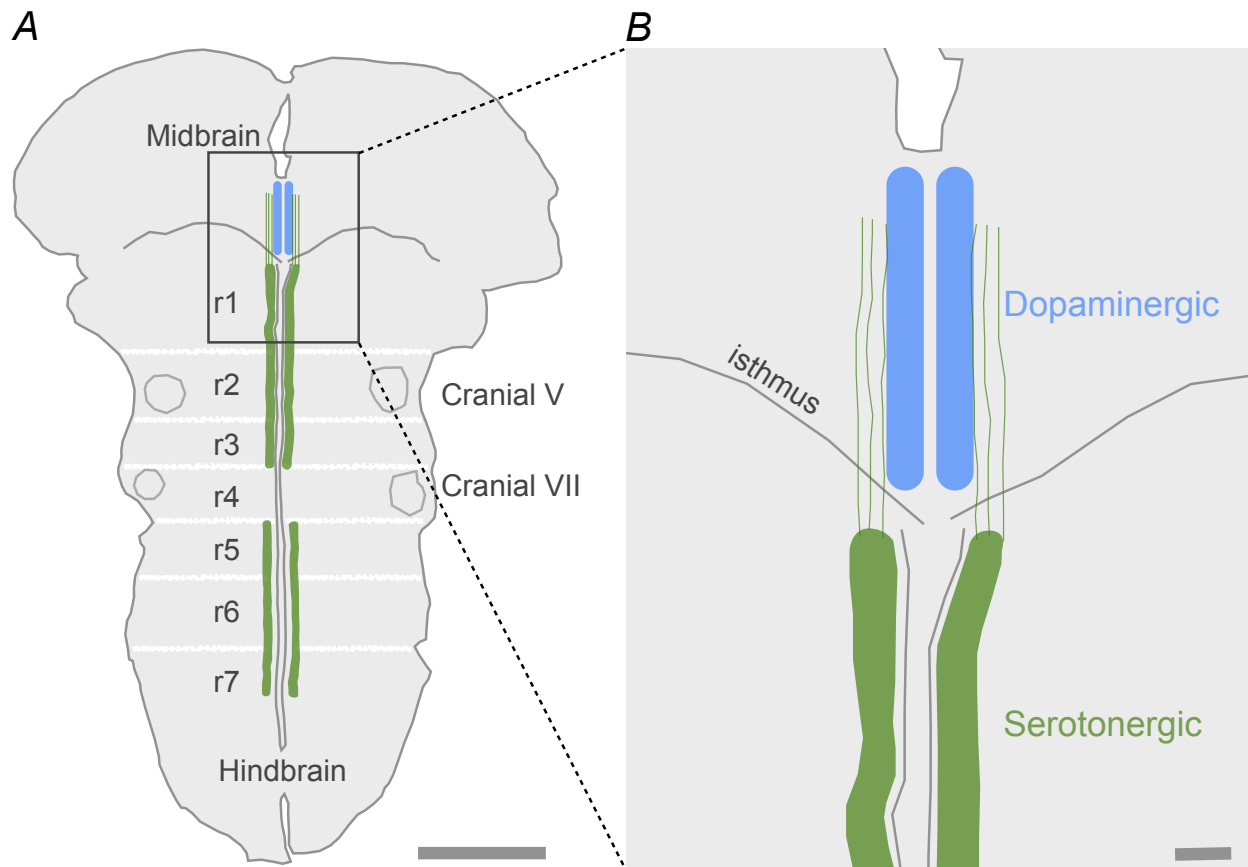 A
Midbrain
r1
r2
Cranial V
r3
r4
Cranial VII
r5
r6
r7
Hindbrain
B
Dopaminergic
isthmus
Serotonergic